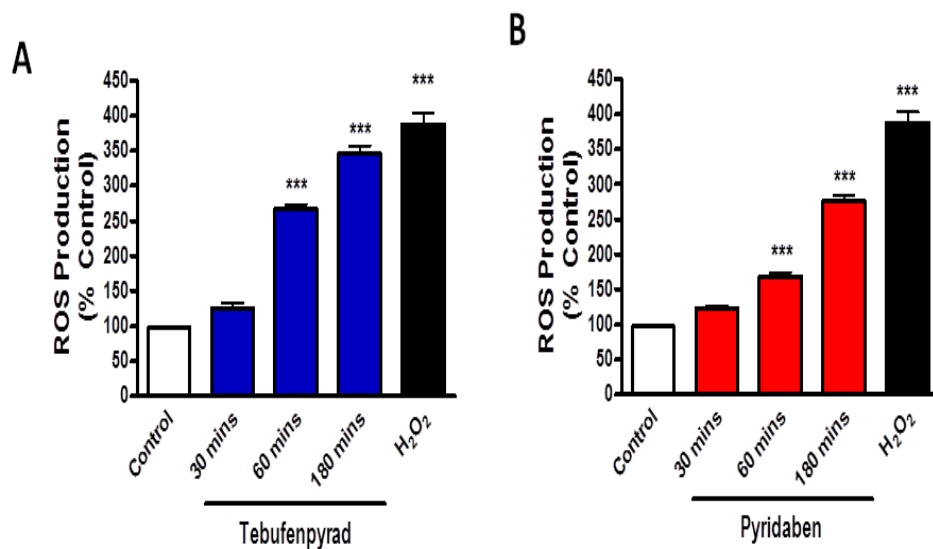 A
ROS Production
(% Control)
450
400
350
300
250
200
150
100
50
0
***
***
***
Control
30 mins
60 mins
180 mins
H₂O₂
Tebufenpyrad
B
ROS Production
(% Control)
450
400
350
300
250
200
150
100
50
0
***
***
***
Control
30 mins
60 mins
180 mins
H₂O₂
Pyridaben